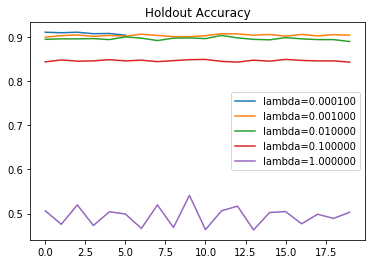 Holdout Accuracy
0.9
0.8
0.7
0.6
0.5
lambda=0.000100
lambda=0.001000
lambda=0.010000
lambda=0.100000
lambda=1.000000
0.0 2.5 5.0 7.5 10.0 12.5 15.0 17.5